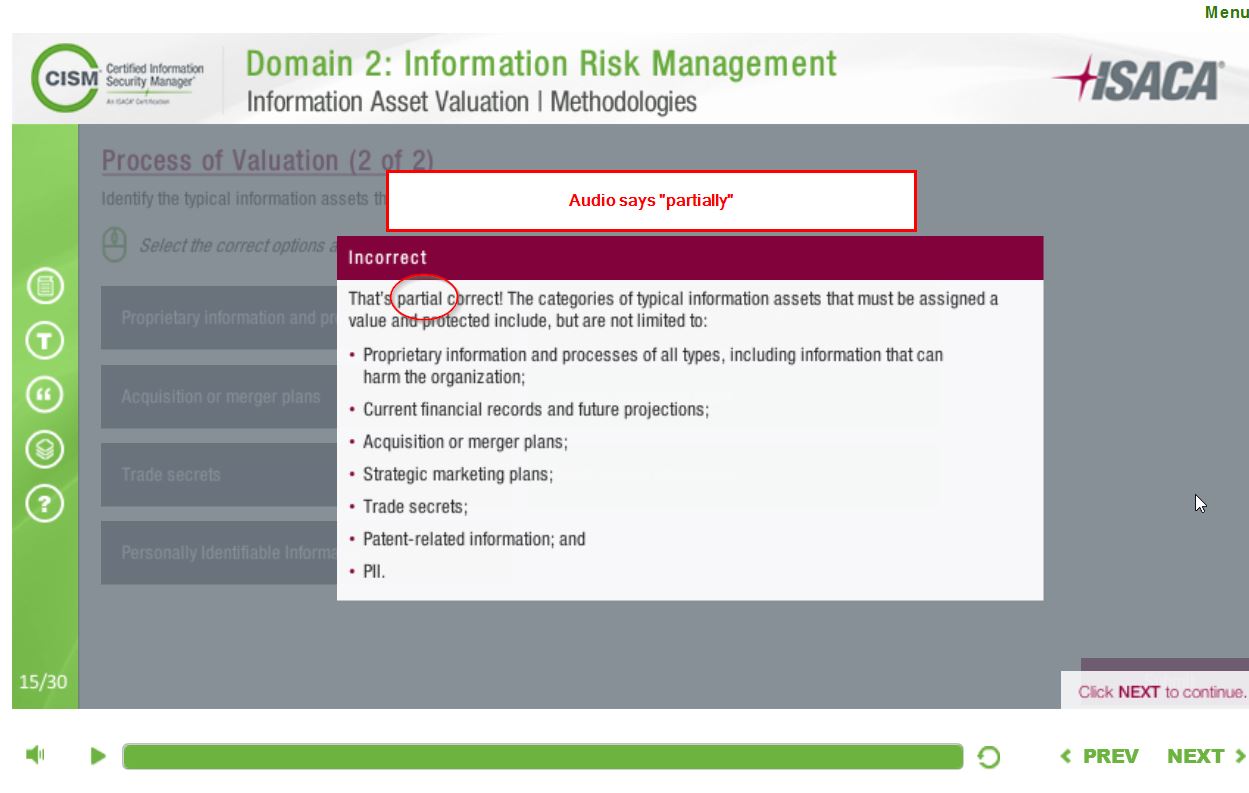 Menu
CISM
Certified Information
Security Manager®
An ISACA® Certification
Domain 2: Information Risk Management
Information Asset Valuation | Methodologies
ISACA®
Process of Valuation (2 of 2)
Identify the typical information assets th
Audio says "partially"
Select the correct options a
Incorrect
That's partial correct! The categories of typical information assets that must be assigned a
value and protected include, but are not limited to:
• Proprietary information and processes of all types, including information that can
harm the organization;
• Current financial records and future projections;
• Acquisition or merger plans;
• Strategic marketing plans;
• Trade secrets;
• Patent-related information; and
• PII.
Proprietary information and pr
Acquisition or merger plans
Trade secrets
Personally Identifiable Informa
T
“
?
15/30
Click NEXT to continue.
< PREV NEXT >